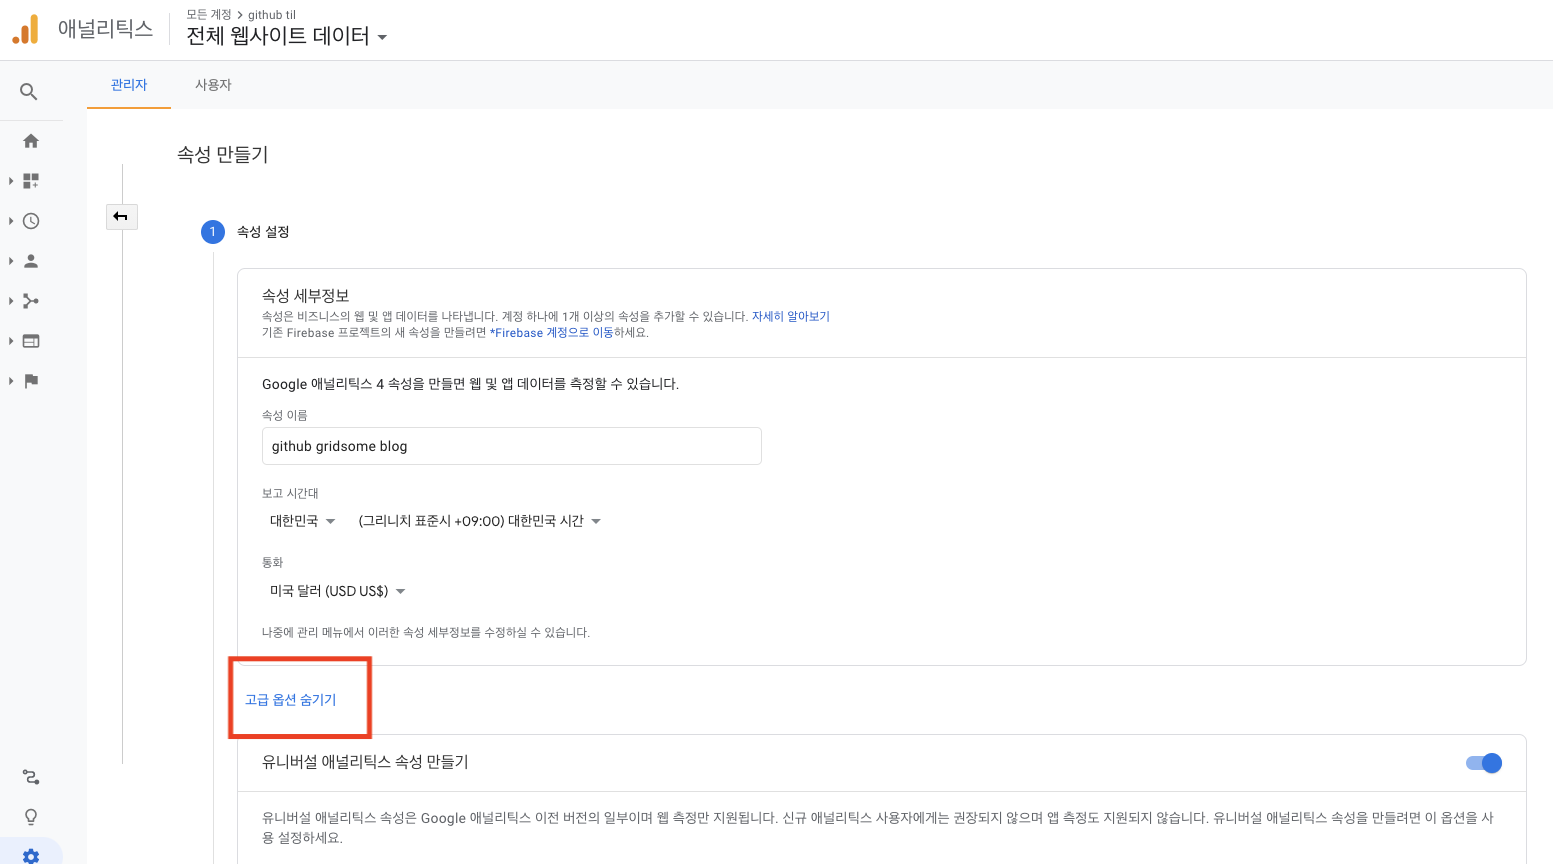 애널리틱스
모든 계정 > github til
전체 웹사이트 데이터
관리자
사용자
속성 만들기
1
속성 설정
속성 세부정보
속성은 비즈니스의 웹 및 앱 데이터를 나타냅니다. 계정 하나에 1개 이상의 속성을 추가할 수 있습니다. 자세히 알아보기
기존 Firebase 프로젝트의 새 속성을 만들려면 *Firebase 계정으로 이동하세요.
Google 애널리틱스 4 속성을 만들면 웹 및 앱 데이터를 측정할 수 있습니다.
속성 이름
github gridsome blog
보고 시간대
대한민국
(그리니치 표준시 +09:00) 대한민국 시간
통화
미국 달러 (USD US$)
나중에 관리 메뉴에서 이러한 속성 세부정보를 수정하실 수 있습니다.
고급 옵션 숨기기
유니버설 애널리틱스 속성 만들기
유니버설 애널리틱스 속성은 Google 애널리틱스 이전 버전의 일부이며 웹 측정만 지원됩니다. 신규 애널리틱스 사용자에게는 권장되지 않으며 앱 측정도 지원되지 않습니다. 유니버설 애널리틱스 속성을 만들려면 이 옵션을 사
용 설정하세요.